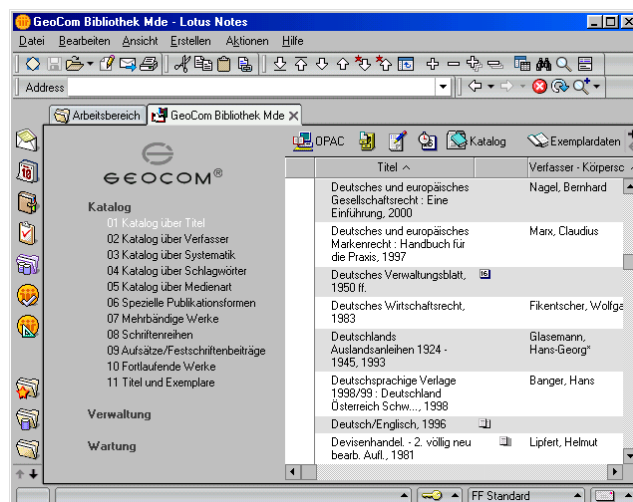 GeoCom Bibliothek Mde - Lotus Notes
Datei Bearbeiten Ansicht Erstellen Aktionen Hilfe
Address
Arbeitsbereich GeoCom Bibliothek Mde
OPAC Katalog Exemplardaten
GEOCOM®
Titel Verfasser - Körpersc
Katalog
01 Katalog über Titel
02 Katalog über Verfasser
03 Katalog über Systematik
04 Katalog über Schlagwörter
05 Katalog über Medienart
06 Spezielle Publikationsformen
07 Mehrbändige Werke
08 Schriftenreihen
09 Aufsätze/Festschriftenbeiträge
10 Fortlaufende Werke
11 Titel und Exemplare
Verwaltung
Wartung
Deutsches und europäisches Nagel, Bernhard
Gesellschaftsrecht : Eine
Einführung, 2000
Deutsches und europäisches Marx, Claudius
Markenrecht : Handbuch für
die Praxis, 1997
Deutsches Verwaltungsblatt, 16
1950 ff.
Deutsches Wirtschaftsrecht, Fikentscher, Wolfga
1983
Deutschlands Glasemann,
Auslandsanleihen 1924 - Hans-Georg*
1945, 1993
Deutschsprachige Verlage Banger, Hans
1998/99 : Deutschland
Österreich Schw..., 1998
Deutsch/Englisch, 1996
Devisenhandel. - 2. völlig neu Lipfert, Helmut
bearb. Aufl., 1981
18
FF Standard